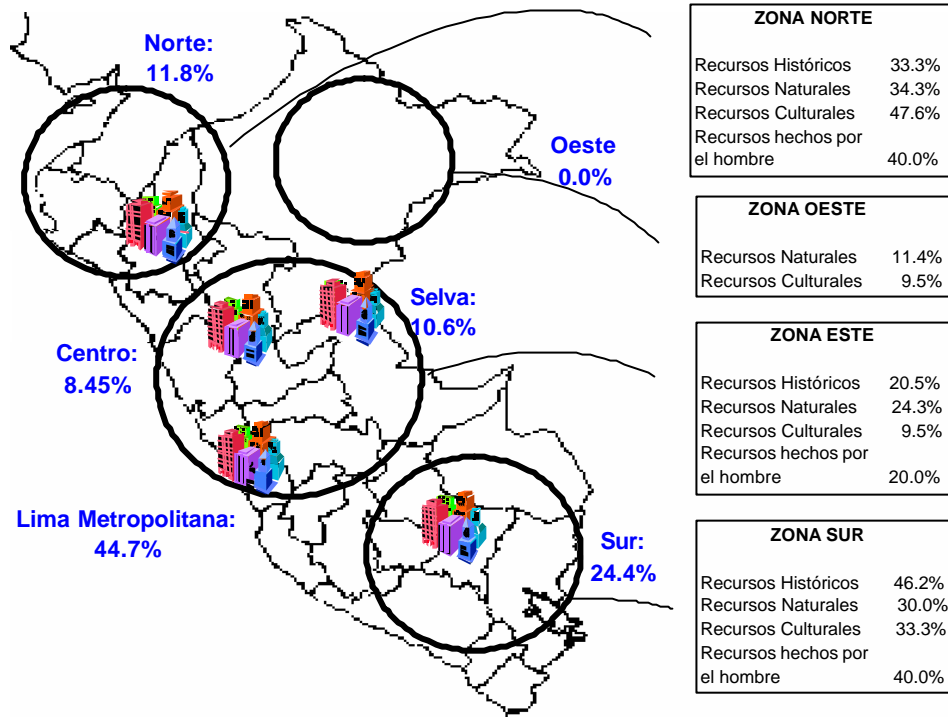 Norte:
11.8%
Oeste
0.0%
Selva:
10.6%
Centro:
8.45%
Lima Metropolitana:
44.7%
Sur:
24.4%
ZONA NORTE
Recursos Históricos 33.3%
Recursos Naturales 34.3%
Recursos Culturales 47.6%
Recursos hechos por
el hombre 40.0%
ZONA OESTE
Recursos Naturales 11.4%
Recursos Culturales 9.5%
ZONA ESTE
Recursos Históricos 20.5%
Recursos Naturales 24.3%
Recursos Culturales 9.5%
Recursos hechos por
el hombre 20.0%
ZONA SUR
Recursos Históricos 46.2%
Recursos Naturales 30.0%
Recursos Culturales 33.3%
Recursos hechos por
el hombre 40.0%